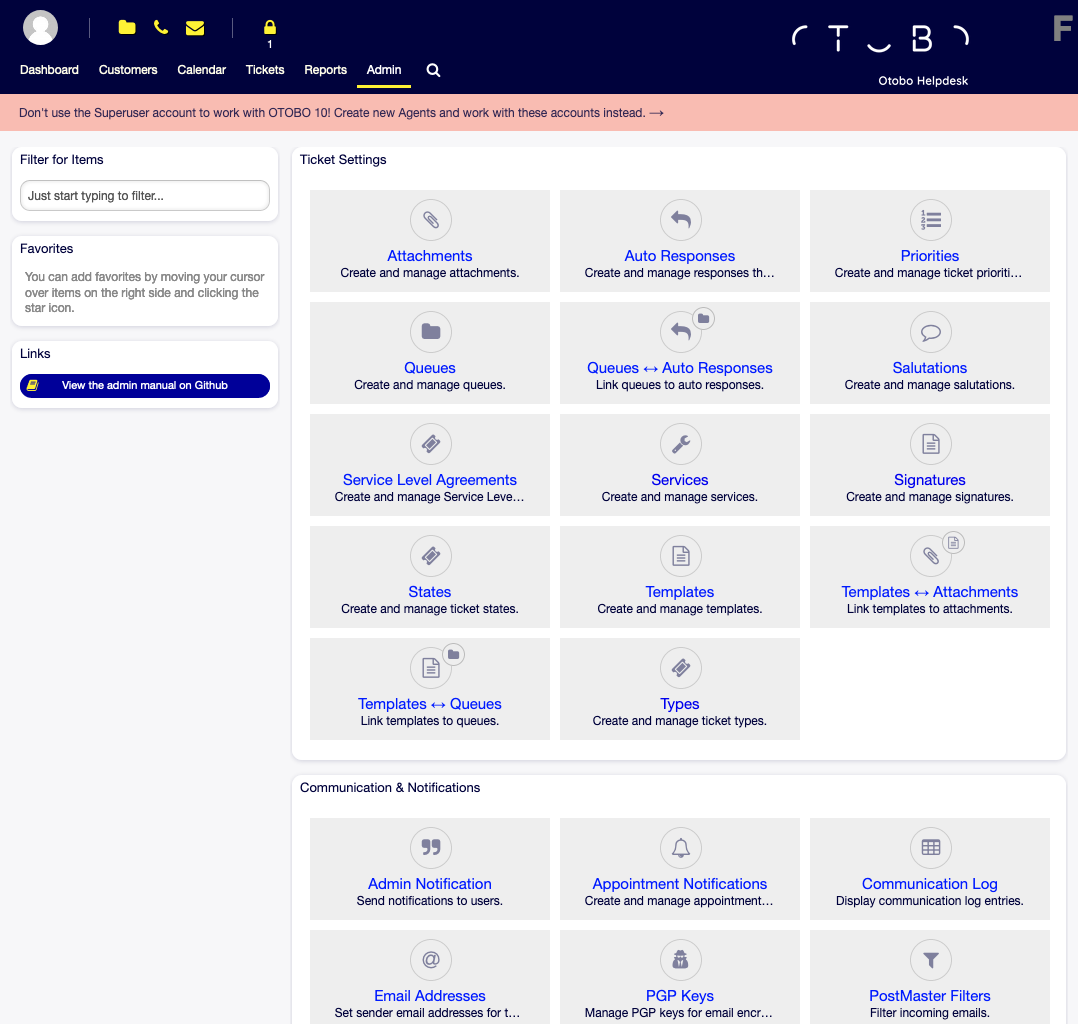 1
Dashboard Customers Calendar Tickets Reports Admin
OTOBO
F
Otobo Helpdesk
Don't use the Superuser account to work with OTOBO 10! Create new Agents and work with these accounts instead. →
Filter for Items
Just start typing to filter...
Favorites
You can add favorites by moving your cursor
over items on the right side and clicking the
star icon.
Links
View the admin manual on Github
Ticket Settings
Attachments
Create and manage attachments.
Auto Responses
Create and manage responses th…
Priorities
Create and manage ticket prioriti…
Queues
Create and manage queues.
Queues ↔ Auto Responses
Link queues to auto responses.
Salutations
Create and manage salutations.
Service Level Agreements
Create and manage Service Leve…
Services
Create and manage services.
Signatures
Create and manage signatures.
States
Create and manage ticket states.
Templates
Create and manage templates.
Templates ↔ Attachments
Link templates to attachments.
Templates ↔ Queues
Link templates to queues.
Types
Create and manage ticket types.
Communication & Notifications
Admin Notification
Send notifications to users.
Appointment Notifications
Create and manage appointment…
Communication Log
Display communication log entries.
Email Addresses
Set sender email addresses for t…
PGP Keys
Manage PGP keys for email encr…
PostMaster Filters
Filter incoming emails.